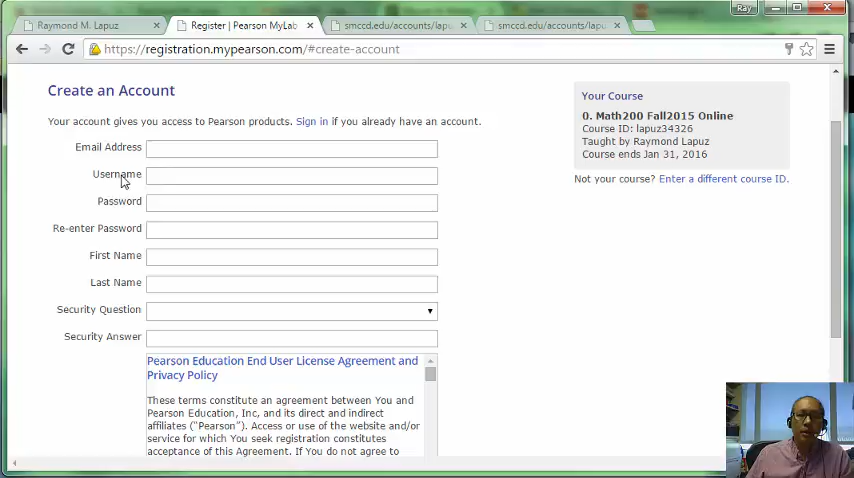 Ray
Raymond M. Lapuz
Register | Pearson MyLab
smccd.edu/accounts/lapu
smccd.edu/accounts/lapu
https://registration.mypearson.com/#create-account
Create an Account
Your account gives you access to Pearson products. Sign in if you already have an account.
Email Address
Username
Password
Re-enter Password
First Name
Last Name
Security Question
Security Answer
Pearson Education End User License Agreement and
Privacy Policy
These terms constitute an agreement between You and
Pearson Education, Inc, and its direct and indirect
affiliates ("Pearson"). Access or use of the website and/or
service for which You seek registration constitutes
acceptance of this Agreement. If You do not agree to
Your Course
0. Math200 Fall2015 Online
Course ID: lapuz34326
Taught by Raymond Lapuz
Course ends Jan 31, 2016
Not your course? Enter a different course ID.